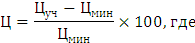 Ц = (Ц_уч − Ц_мин) / Ц_мин × 100, где